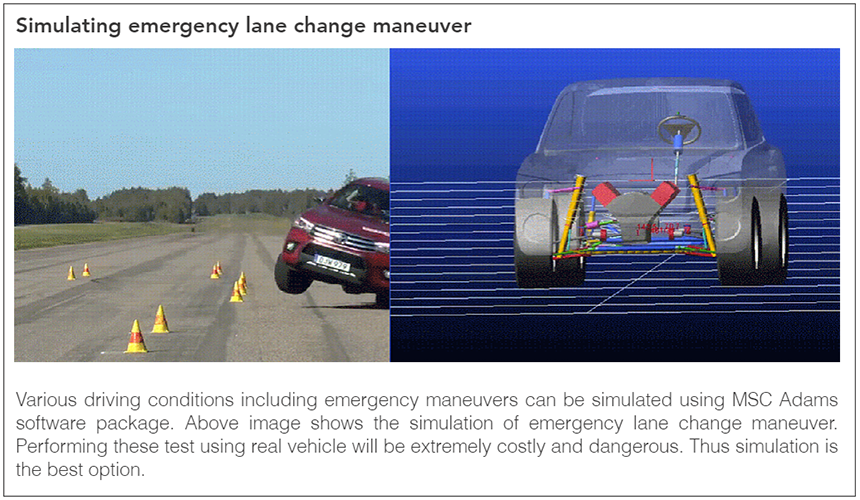 Simulating emergency lane change maneuver
Various driving conditions including emergency maneuvers can be simulated using MSC Adams
software package. Above image shows the simulation of emergency lane change maneuver.
Performing these test using real vehicle will be extremely costly and dangerous. Thus simulation is
the best option.